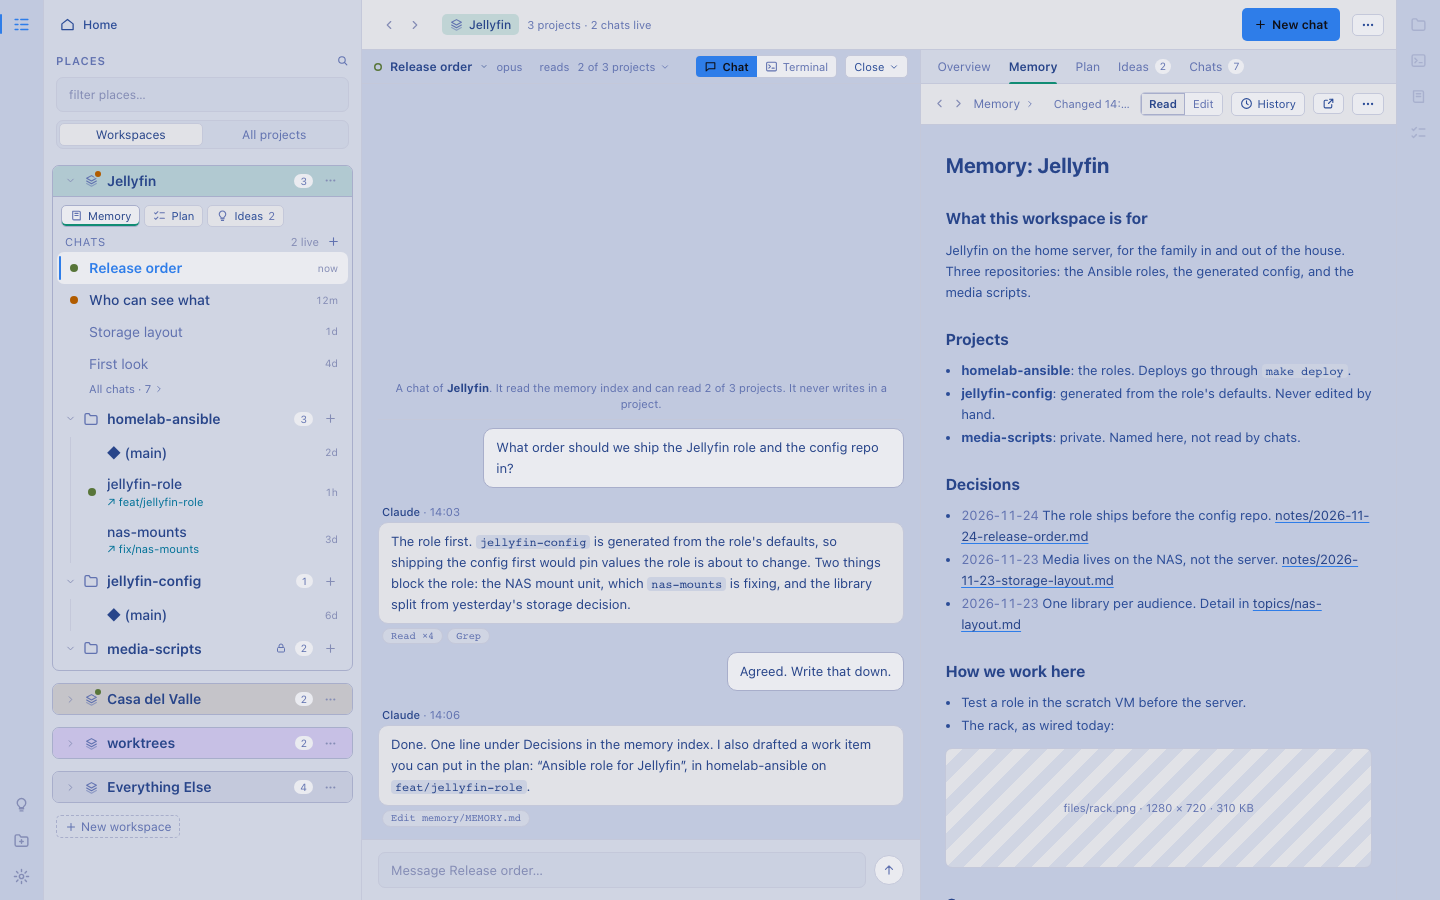 Home
PLACES
filter places...
Workspaces
All projects
Jellyfin
3
Memory
Plan
Ideas 2
CHATS
2 live
Release order
now
Who can see what
12m
Storage layout
1d
First look
4d
All chats · 7
homelab-ansible
3
(main)
2d
jellyfin-role
feat/jellyfin-role
1h
nas-mounts
fix/nas-mounts
3d
jellyfin-config
1
(main)
6d
media-scripts
2
Casa del Valle
2
worktrees
2
Everything Else
4
New workspace
Jellyfin
3 projects · 2 chats live
New chat
Release order
opus
reads 2 of 3 projects
Chat
Terminal
Close
A chat of Jellyfin. It read the memory index and can read 2 of 3 projects. It never writes in a
project.
What order should we ship the Jellyfin role and the config repo
in?
Claude · 14:03
The role first. jellyfin-config is generated from the role's defaults, so
shipping the config first would pin values the role is about to change. Two things
block the role: the NAS mount unit, which nas-mounts is fixing, and the library
split from yesterday's storage decision.
Read ×4
Grep
Agreed. Write that down.
Claude · 14:06
Done. One line under Decisions in the memory index. I also drafted a work item
you can put in the plan: “Ansible role for Jellyfin”, in homelab-ansible on
feat/jellyfin-role.
Edit memory/MEMORY.md
Message Release order...
Overview
Memory
Plan
Ideas 2
Chats 7
Memory
Changed 14:...
Read
Edit
History
Memory: Jellyfin
What this workspace is for
Jellyfin on the home server, for the family in and out of the house.
Three repositories: the Ansible roles, the generated config, and the
media scripts.
Projects
• homelab-ansible: the roles. Deploys go through make deploy.
• jellyfin-config: generated from the role's defaults. Never edited by
hand.
• media-scripts: private. Named here, not read by chats.
Decisions
• 2026-11-24 The role ships before the config repo. notes/2026-11-
24-release-order.md
• 2026-11-23 Media lives on the NAS, not the server. notes/2026-
11-23-storage-layout.md
• 2026-11-23 One library per audience. Detail in topics/nas-
layout.md
How we work here
• Test a role in the scratch VM before the server.
• The rack, as wired today:
files/rack.png · 1280 × 720 · 310 KB